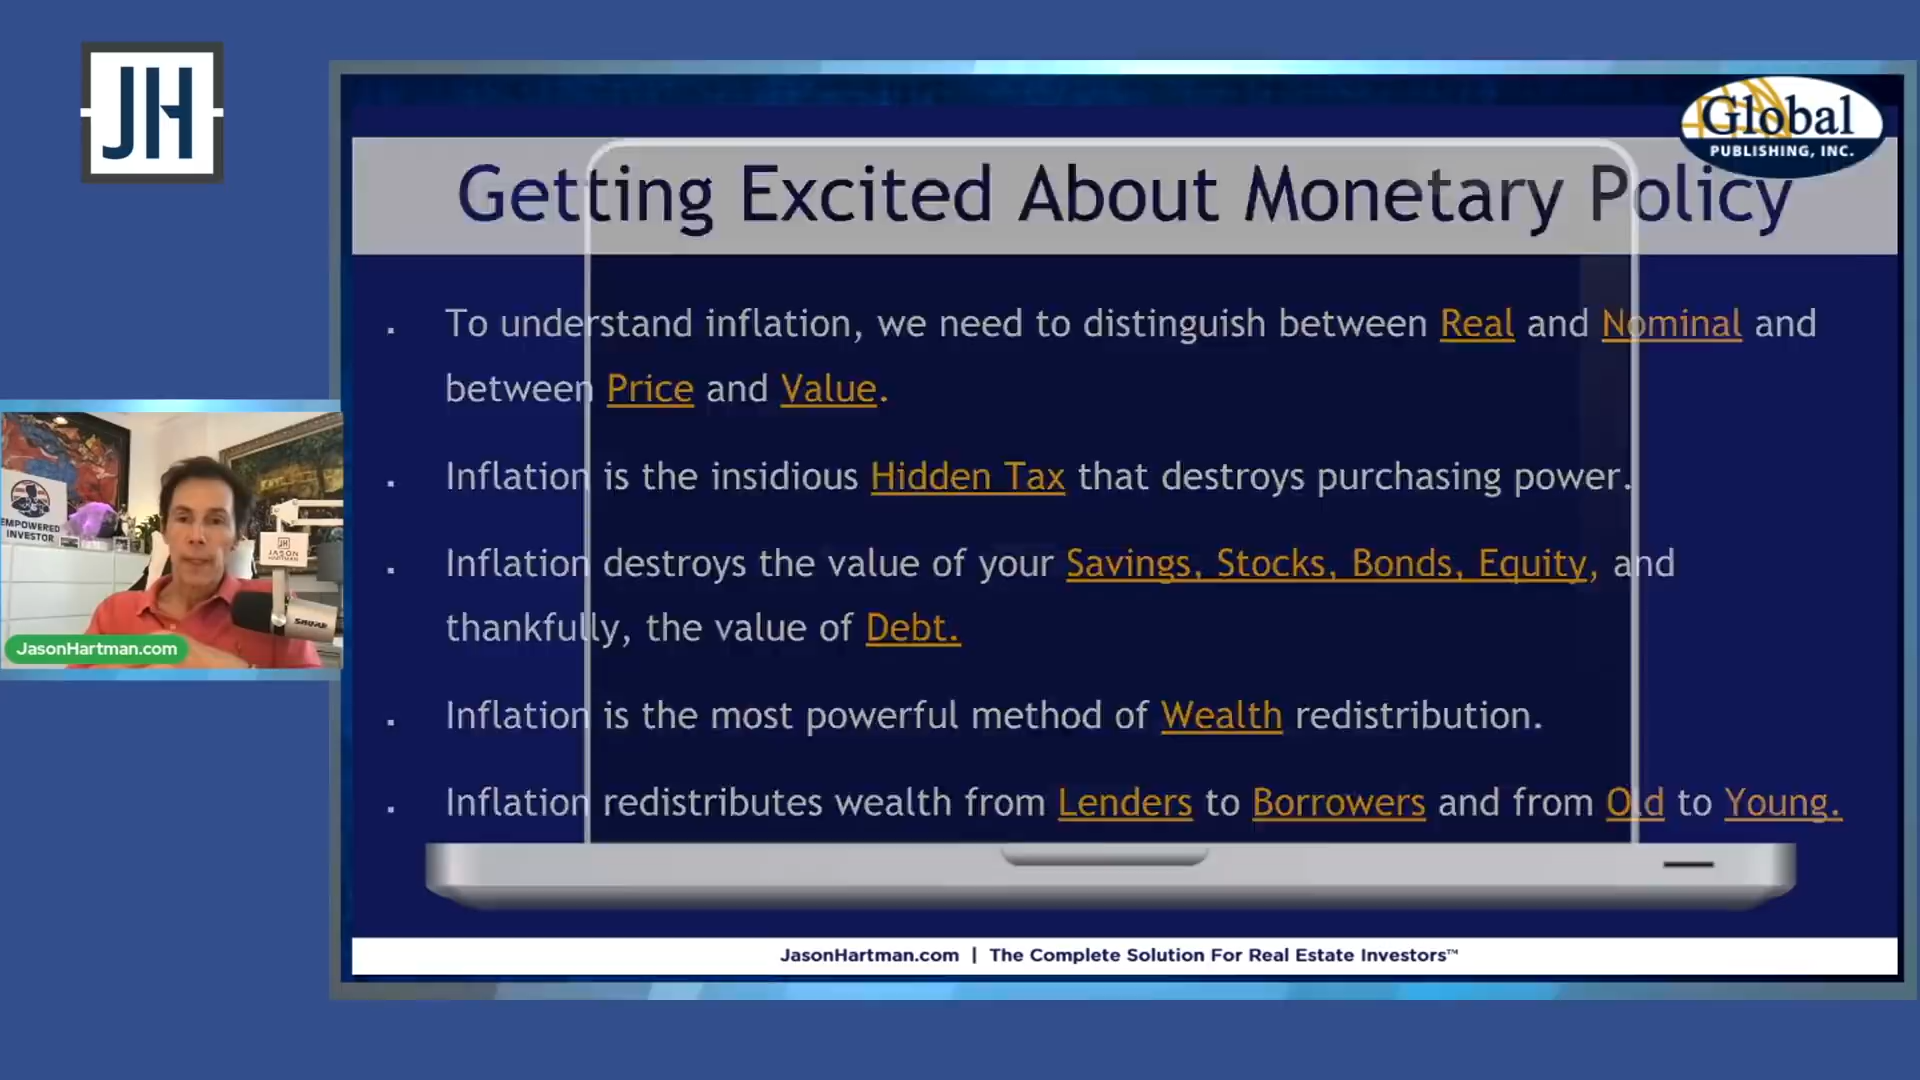 JH
Global
PUBLISHING, INC.
Getting Excited About Monetary Policy
To understand inflation, we need to distinguish between Real and Nominal and
between Price and Value.
Inflation is the insidious Hidden Tax that destroys purchasing power.
Inflation destroys the value of your Savings, Stocks, Bonds, Equity, and
thankfully, the value of Debt.
Inflation is the most powerful method of Wealth redistribution.
Inflation redistributes wealth from Lenders to Borrowers and from Old to Young.
EMPOWERED
INVESTOR
JH
JASON
HARTMAN
SHURE
JasonHartman.com
JasonHartman.com | The Complete Solution For Real Estate Investors™